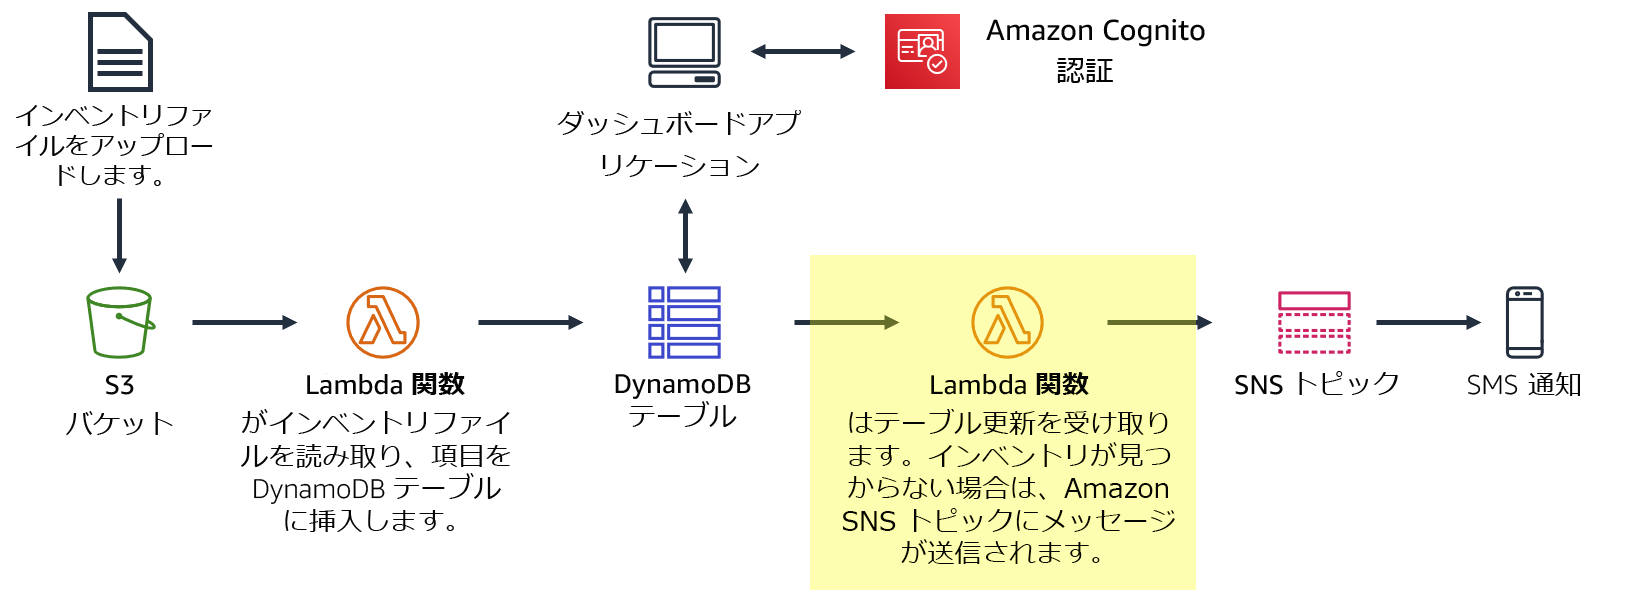 インベントリファ
イルをアップロー
ドします。
ダッシュボードアプ
リケーション
Amazon Cognito
認証
S3
バケット
Lambda 関数
がインベントリファイ
ルを読み取り、項目を
DynamoDB テーブル
に挿入します。
DynamoDB
テーブル
Lambda 関数
はテーブル更新を受け取り
ます。インベントリが見つ
からない場合は、Amazon
SNS トピックにメッセージ
が送信されます。
SNS トピック
SMS 通知